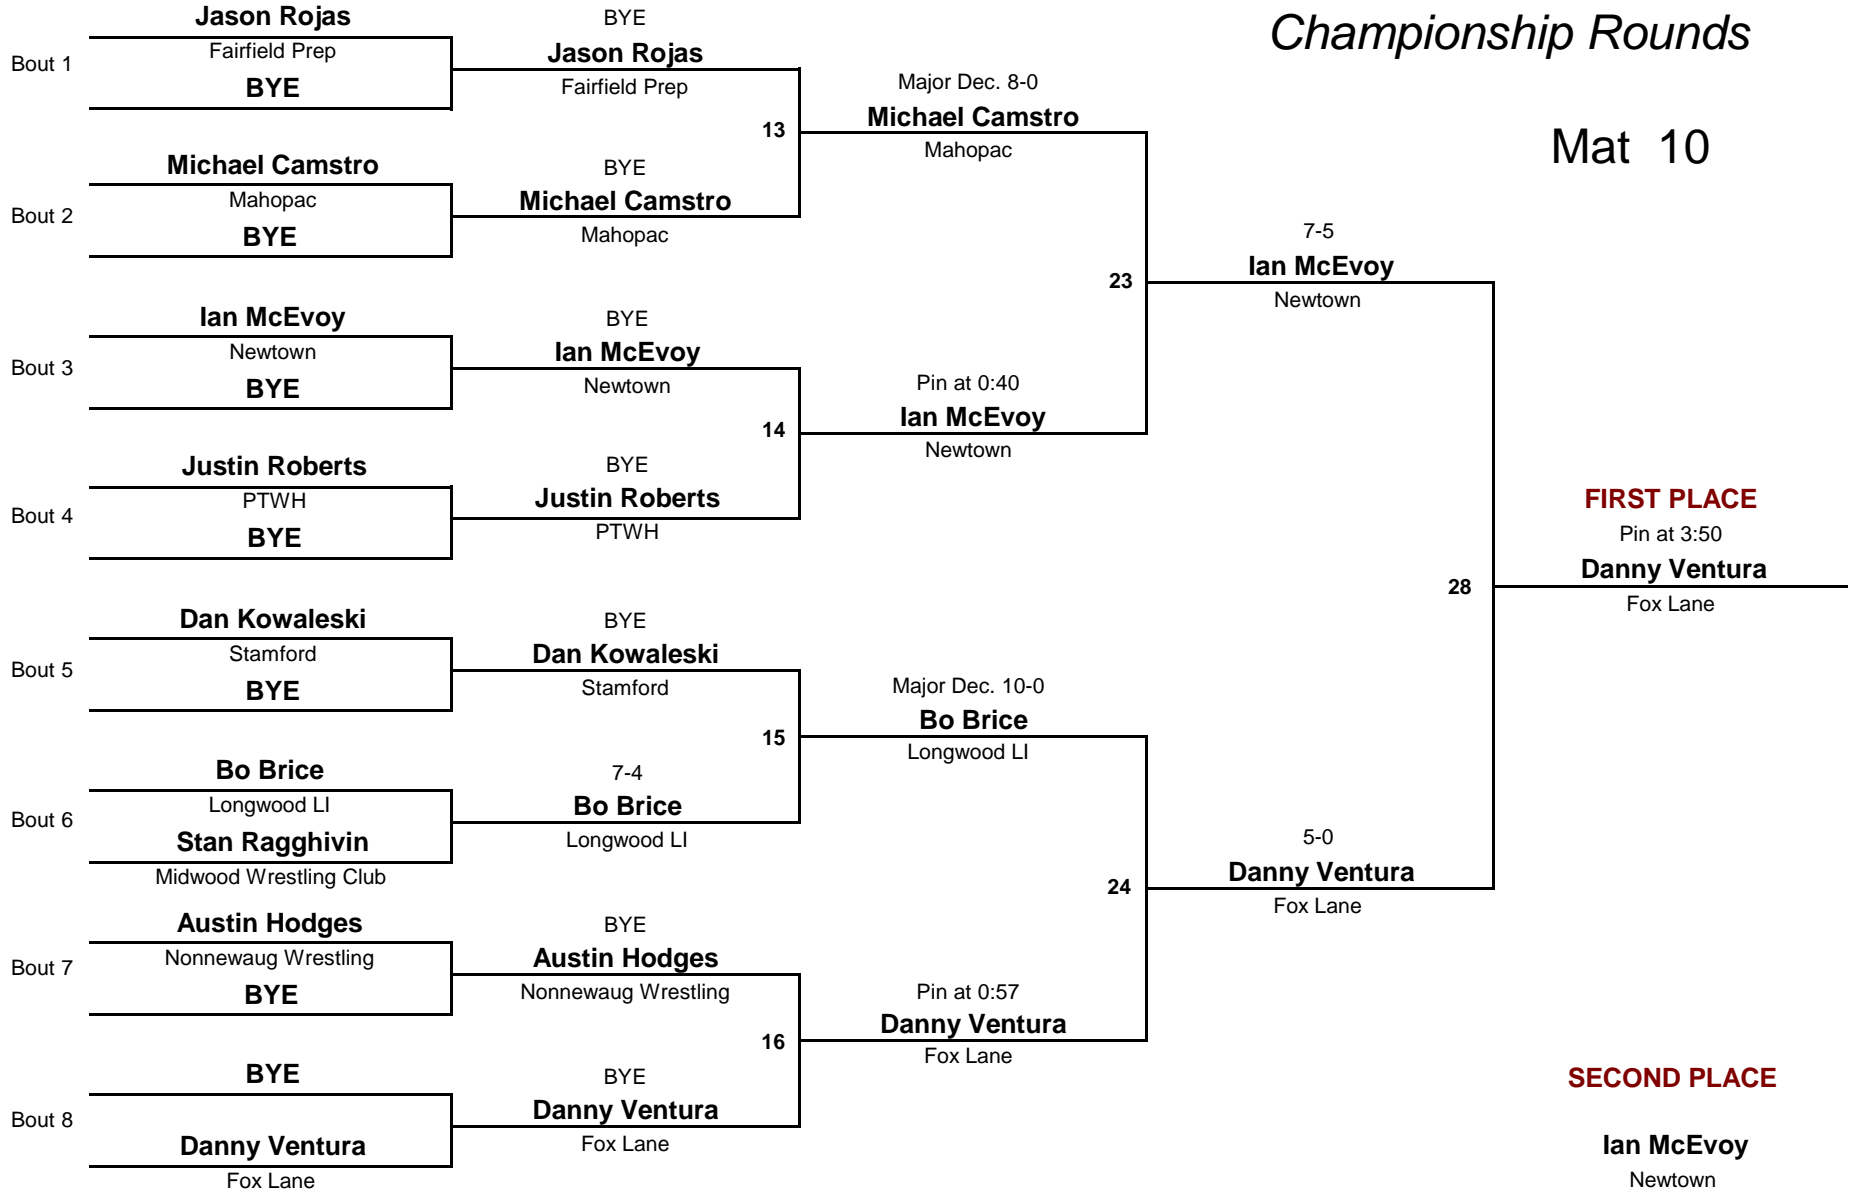 Championship Rounds
Mat 10
Bout 1
Jason Rojas
Fairfield Prep
BYE
Bout 2
Michael Camstro
Mahopac
BYE
Bout 3
Ian McEvoy
Newtown
BYE
Bout 4
Justin Roberts
PTWH
BYE
Bout 5
Dan Kowaleski
Stamford
BYE
Bout 6
Bo Brice
Longwood LI
Stan Ragghivin
Midwood Wrestling Club
Bout 7
Austin Hodges
Nonnewaug Wrestling
BYE
Bout 8
BYE
Danny Ventura
Fox Lane
BYE
Jason Rojas
Fairfield Prep
13
BYE
Michael Camstro
Mahopac
BYE
Ian McEvoy
Newtown
14
BYE
Justin Roberts
PTWH
BYE
Dan Kowaleski
Stamford
15
7-4
Bo Brice
Longwood LI
BYE
Austin Hodges
Nonnewaug Wrestling
16
BYE
Danny Ventura
Fox Lane
Major Dec. 8-0
Michael Camstro
Mahopac
23
Pin at 0:40
Ian McEvoy
Newtown
Major Dec. 10-0
Bo Brice
Longwood LI
24
Pin at 0:57
Danny Ventura
Fox Lane
7-5
Ian McEvoy
Newtown
28
5-0
Danny Ventura
Fox Lane
FIRST PLACE
Pin at 3:50
Danny Ventura
Fox Lane
SECOND PLACE
Ian McEvoy
Newtown